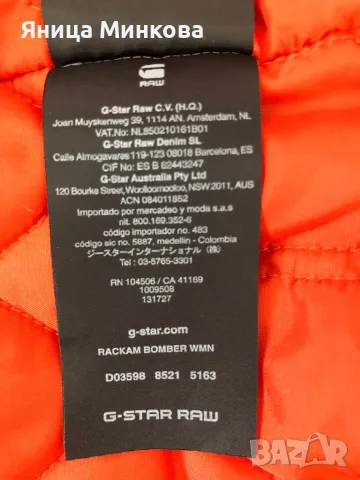 Яница Минкова
RAW
G-Star Raw C.V. (H.Q.)
Joan Muyskenweg 39, 1114 AN, Amsterdam, NL
VAT.No: NL850210161B01
G-Star Raw Denim SL
Calle Almogavares 119-123 08018 Barcelona, ES
CIF No: ES B 62443247
G-Star Australia Pty Ltd
120 Bourke Street, Woolloomooloo, NSW 2011, AUS
ACN 084011852
Importado por mercadeo y moda s.a.s
nit. 800.169.352-6
código importador no. 483
código sic no. 5887, medellin - Colombia
ジースターインターナショナル (株)
Tel : 03-5765-3301
RN 104506 / CA 41169
1009508
131727
g-star.com
RACKAM BOMBER WMN
D03598 8521 5163
G-STAR RAW
BAZAR
bg